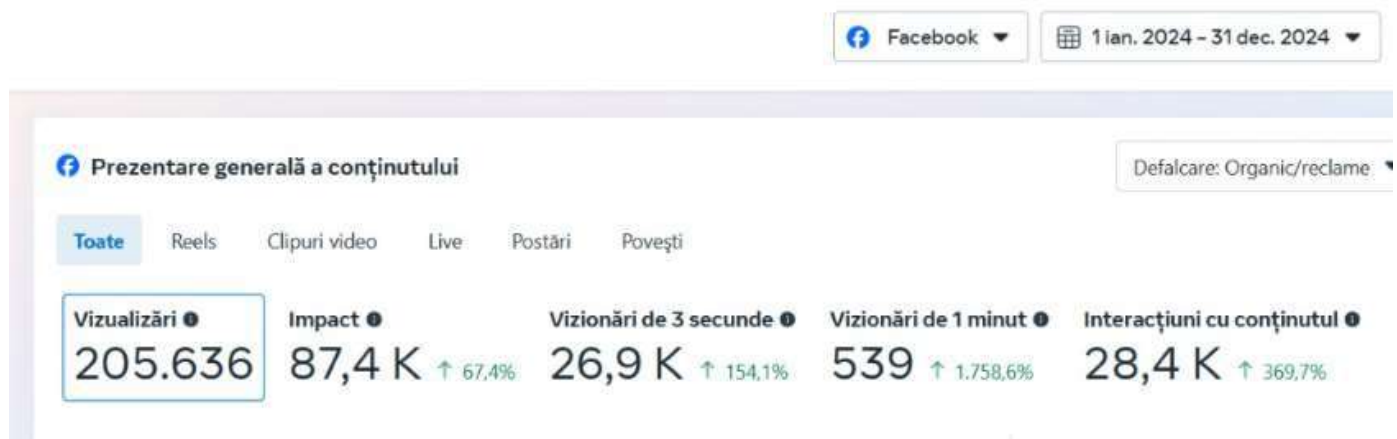 Facebook
1 ian. 2024 – 31 dec. 2024
Prezentare generală a conținutului
Defalcare: Organic/reclame
Toate Reels Clipuri video Live Postări Povești
Vizualizări Impact Vizionări de 3 secunde Vizionări de 1 minut Interacțiuni cu conținutul
205.636 87,4 K ↑ 67,4% 26,9 K ↑ 154,1% 539 ↑ 1.758,6% 28,4 K ↑ 369,7%